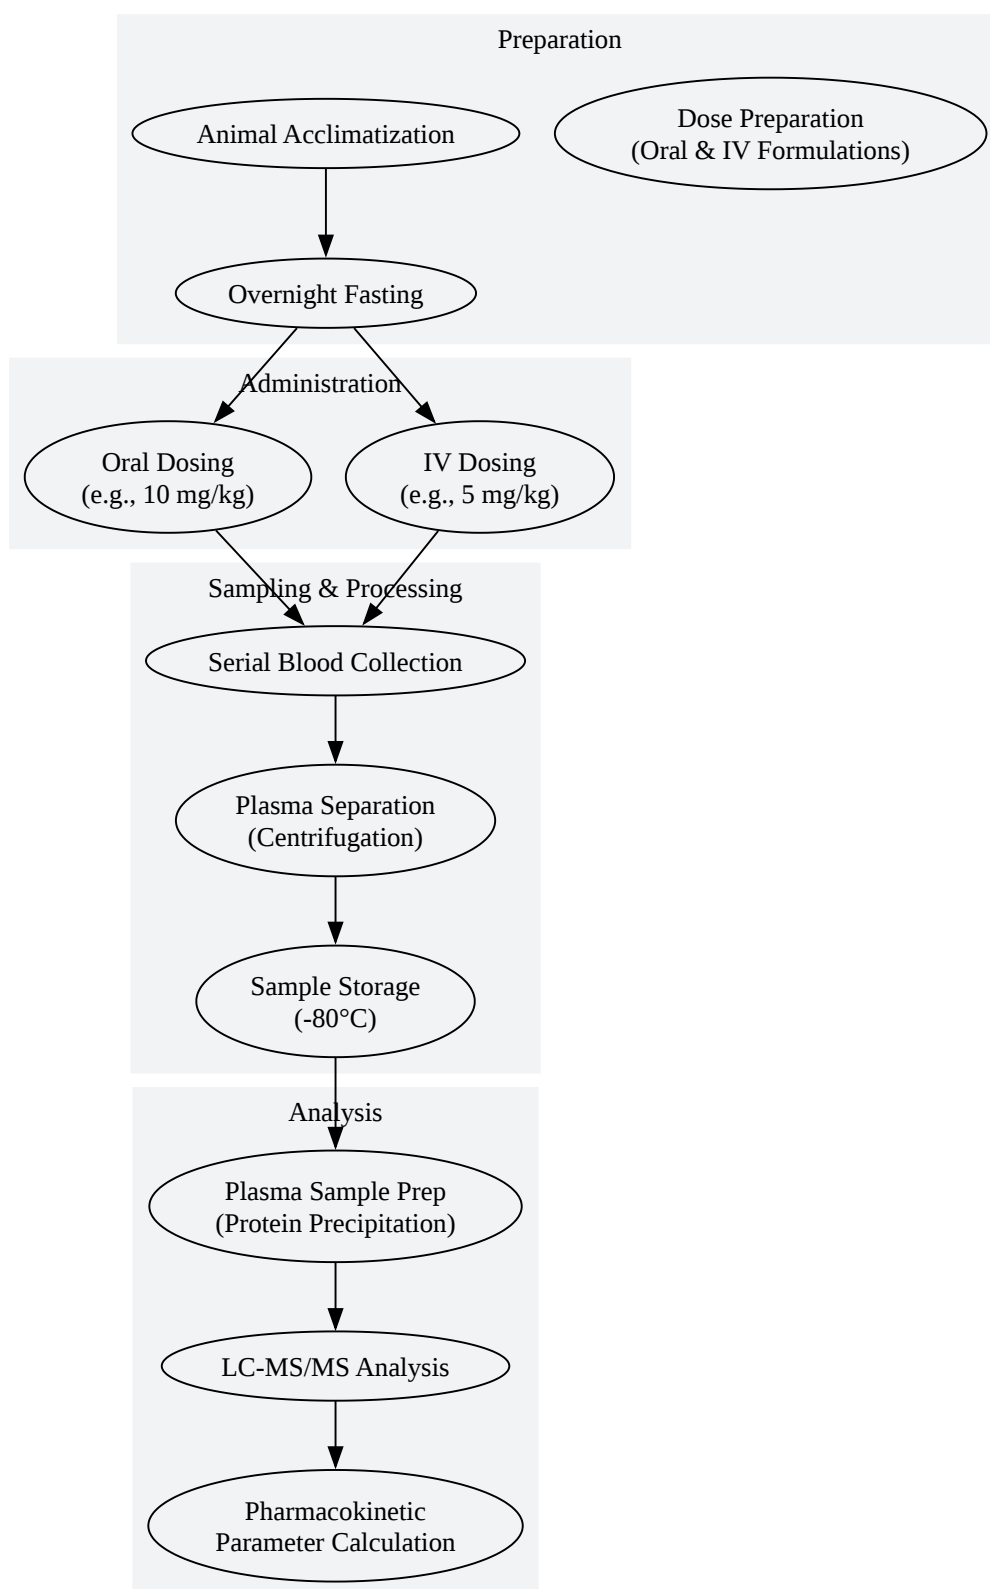 Preparation
Animal Acclimatization
Dose Preparation
(Oral & IV Formulations)
Overnight Fasting
Administration
Oral Dosing
(e.g., 10 mg/kg)
IV Dosing
(e.g., 5 mg/kg)
Sampling & Processing
Serial Blood Collection
Plasma Separation
(Centrifugation)
Sample Storage
(-80°C)
Analysis
Plasma Sample Prep
(Protein Precipitation)
LC-MS/MS Analysis
Pharmacokinetic
Parameter Calculation